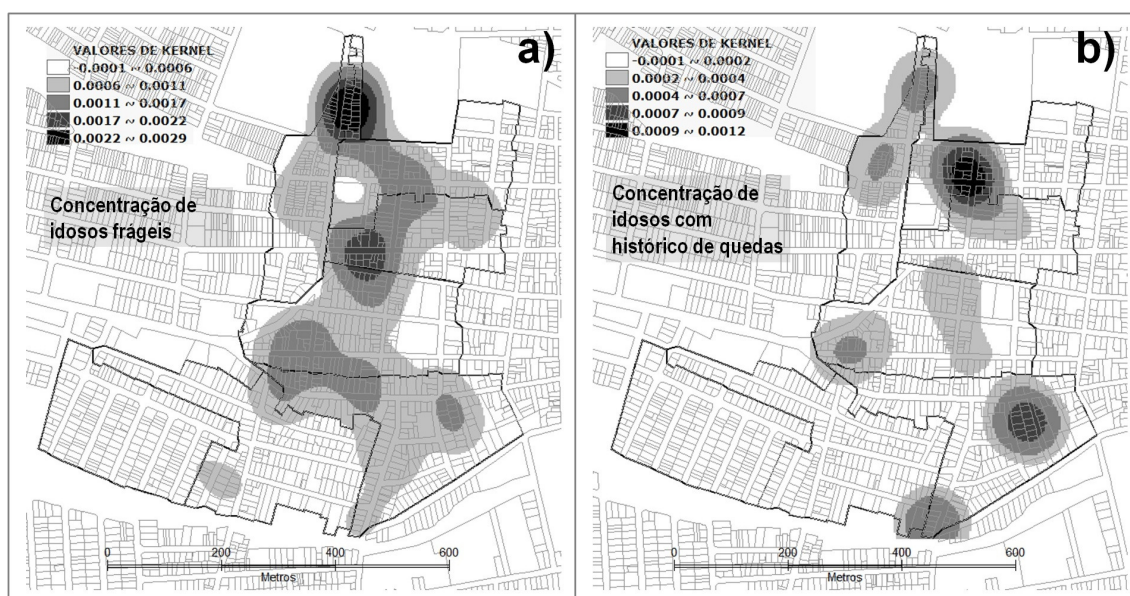 a)
VALORES DE KERNEL
-0.0001 ~ 0.0006
0.0006 ~ 0.0011
0.0011 ~ 0.0017
0.0017 ~ 0.0022
0.0022 ~ 0.0029
Concentração de
idosos frágeis
0 200 400 600
Metros
b)
VALORES DE KERNEL
-0.0001 ~ 0.0002
0.0002 ~ 0.0004
0.0004 ~ 0.0007
0.0007 ~ 0.0009
0.0009 ~ 0.0012
Concentração de
idosos com
histórico de quedas
0 200 400 600
Metros